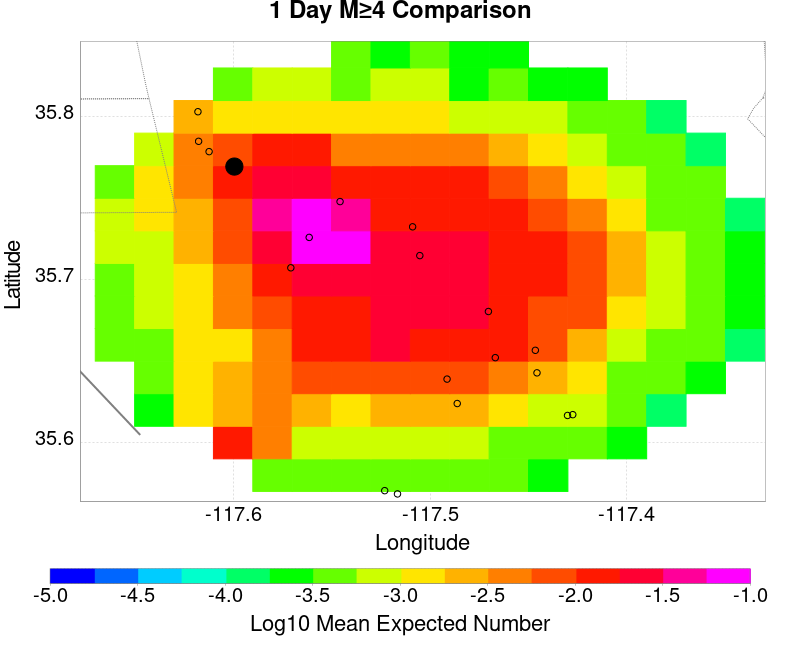 1 Day M≥4 Comparison
35.8
35.7
35.6
Latitude
-117.6 -117.5 -117.4
Longitude
-5.0 -4.5 -4.0 -3.5 -3.0 -2.5 -2.0 -1.5 -1.0
Log10 Mean Expected Number